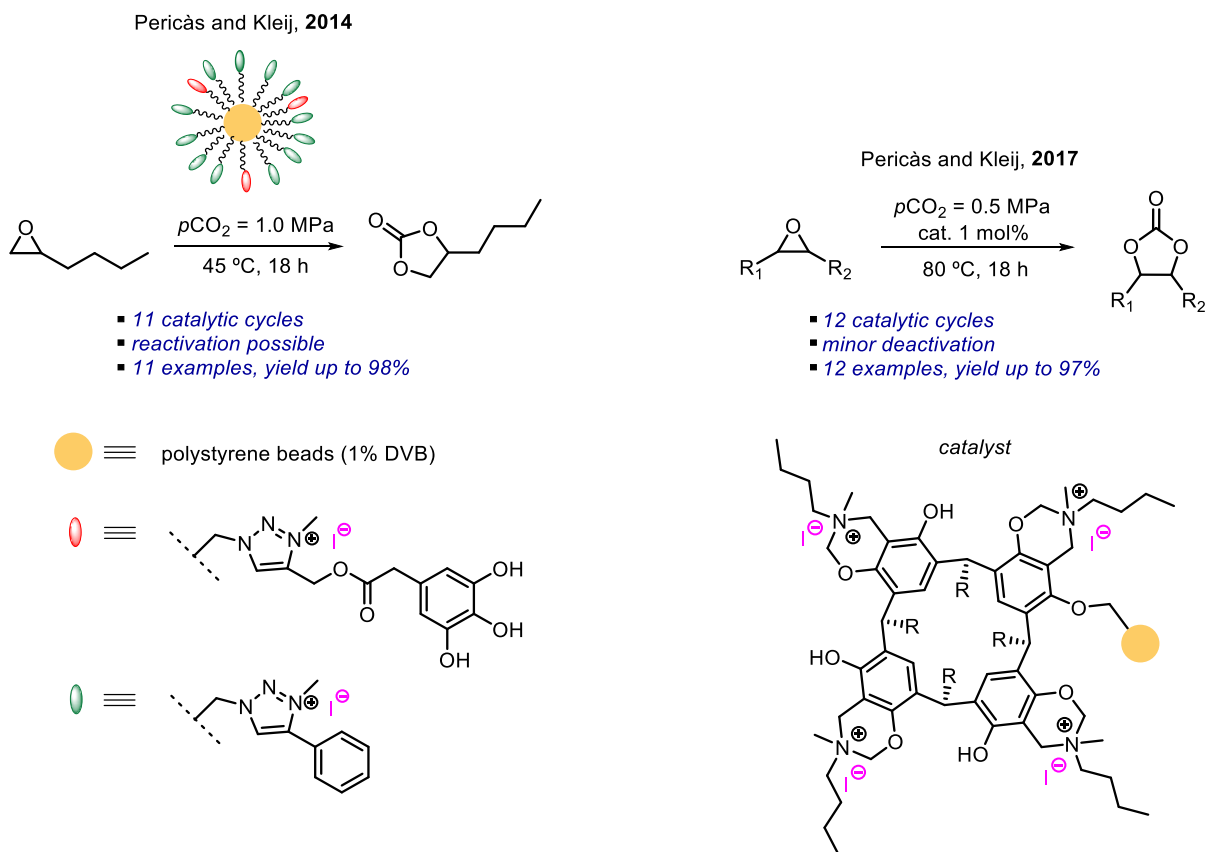 Pericàs and Kleij, 2014
O
pCO2 = 1.0 MPa
45 ºC, 18 h
O
O
O
▪ 11 catalytic cycles
▪ reactivation possible
▪ 11 examples, yield up to 98%
Pericàs and Kleij, 2017
O
R1
R2
pCO2 = 0.5 MPa
cat. 1 mol%
80 ºC, 18 h
O
O
O
R1
R2
▪ 12 catalytic cycles
▪ minor deactivation
▪ 12 examples, yield up to 97%
polystyrene beads (1% DVB)
N
N
N
⊕
I⊖
O
O
OH
OH
OH
N
N
N
⊕
I⊖
catalyst
I⊖
N
⊕
O
OH
O
N
⊕
I⊖
R
R
O
HO
R
R
O
N
⊕
I⊖
O
HO
N
⊕
I⊖